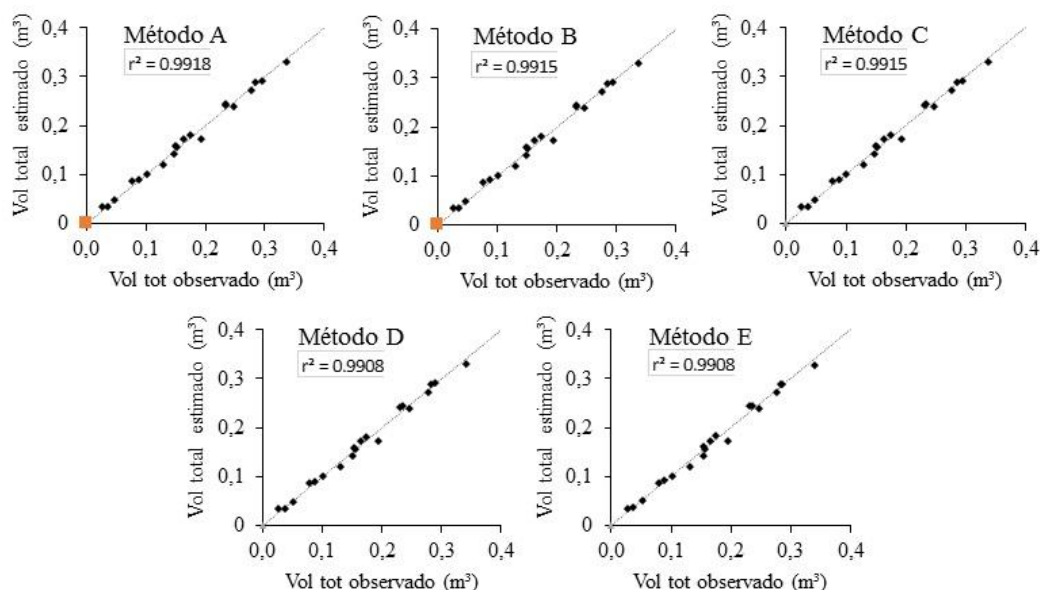 Método A
r² = 0.9918
Vol total estimado (m³)
0,4
0,3
0,2
0,1
0
0,0 0,1 0,2 0,3 0,4
Vol tot observado (m³)
Método B
r² = 0.9915
Vol total estimado (m³)
0,4
0,3
0,2
0,1
0
0,0 0,1 0,2 0,3 0,4
Vol tot observado (m³)
Método C
r² = 0.9915
Vol total estimado (m³)
0,4
0,3
0,2
0,1
0
0,0 0,1 0,2 0,3 0,4
Vol tot observado (m³)
Método D
r² = 0.9908
Vol total estimado (m³)
0,4
0,3
0,2
0,1
0
0,0 0,1 0,2 0,3 0,4
Vol tot observado (m³)
Método E
r² = 0.9908
Vol total estimado (m³)
0,4
0,3
0,2
0,1
0
0,0 0,1 0,2 0,3 0,4
Vol tot observado (m³)